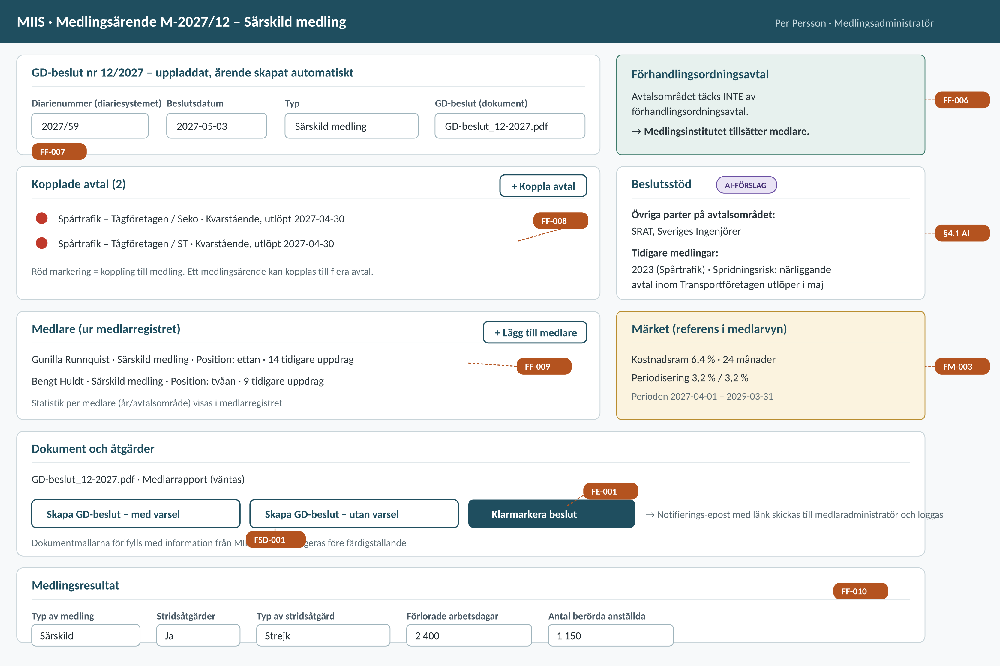 MIIS · Medlingsärende M-2027/12 – Särskild medling
Per Persson · Medlingsadministratör
GD-beslut nr 12/2027 – uppladdat, ärende skapat automatiskt
Diarienummer (diariesystemet) Beslutsdatum Typ GD-beslut (dokument)
2027/59 2027-05-03 Särskild medling GD-beslut_12-2027.pdf
FF-007
Förhandlingsordningsavtal
Avtalsområdet täcks INTE av
förhandlingsordningsavtal.
→ Medlingsinstitutet tillsätter medlare.
FF-006
Kopplade avtal (2)
+ Koppla avtal
Spårtrafik – Tågföretagen / Seko · Kvarstående, utlöpt 2027-04-30
FF-008
Spårtrafik – Tågföretagen / ST · Kvarstående, utlöpt 2027-04-30
Röd markering = koppling till medling. Ett medlingsärende kan kopplas till flera avtal.
Beslutsstöd
AI-FÖRSLAG
Övriga parter på avtalsområdet:
SRAT, Sveriges Ingenjörer
Tidigare medlingar:
2023 (Spårtrafik) · Spridningsrisk: närliggande
avtal inom Transportföretagen utlöper i maj
§4.1 AI
Medlare (ur medlarregistret)
+ Lägg till medlare
Gunilla Runnquist · Särskild medling · Position: ettan · 14 tidigare uppdrag
FF-009
Bengt Huldt · Särskild medling · Position: tvåan · 9 tidigare uppdrag
Statistik per medlare (år/avtalsområde) visas i medlarregistret
Märket (referens i medlarvyn)
Kostnadsram 6,4 % · 24 månader
Periodisering 3,2 % / 3,2 %
Perioden 2027-04-01 – 2029-03-31
FM-003
Dokument och åtgärder
GD-beslut_12-2027.pdf · Medlarrapport (väntas)
FE-001
Skapa GD-beslut – med varsel
Skapa GD-beslut – utan varsel
Klarmarkera beslut
→ Notifierings-epost med länk skickas till medlaradministratör och loggas
FSD-001
Dokumentmallarna förifylls med information från före färdigställande
Medlingsresultat
FF-010
Typ av medling Stridsåtgärder Typ av stridsåtgärd Förlorade arbetsdagar Antal berörda anställda
Särskild Ja Strejk 2 400 1 150